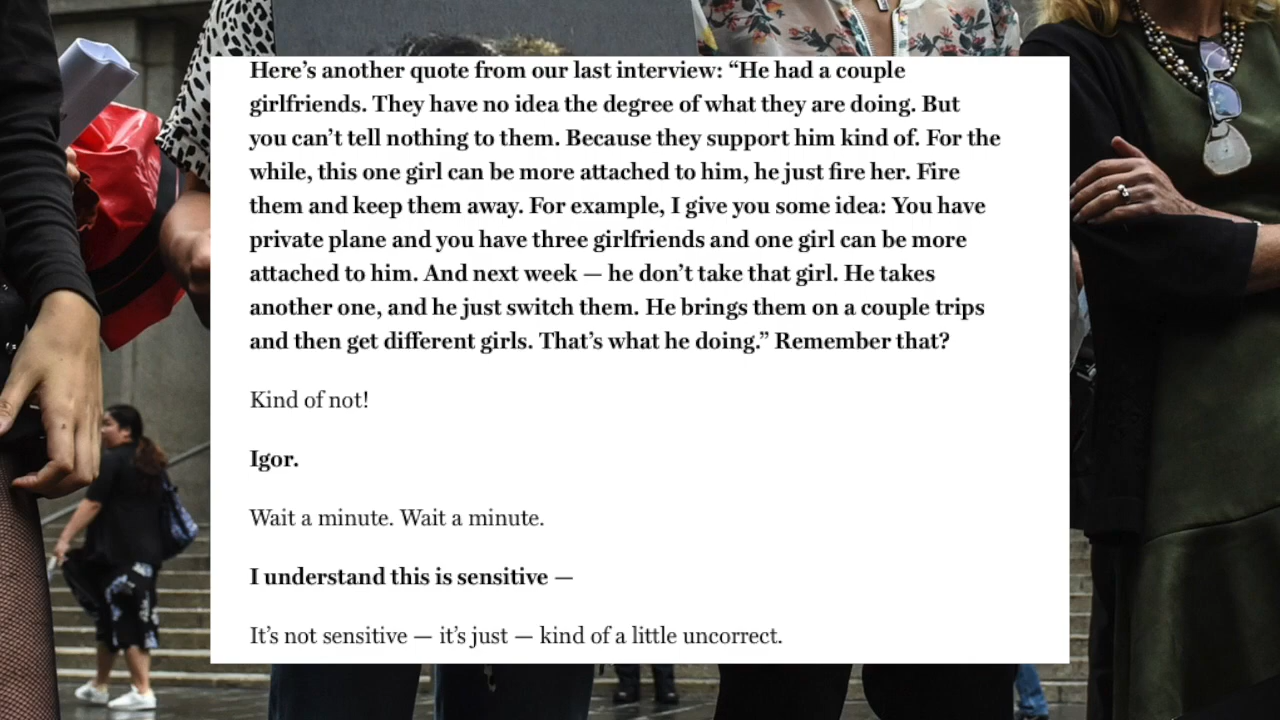 Here’s another quote from our last interview: “He had a couple
girlfriends. They have no idea the degree of what they are doing. But
you can’t tell nothing to them. Because they support him kind of. For the
while, this one girl can be more attached to him, he just fire her. Fire
them and keep them away. For example, I give you some idea: You have
private plane and you have three girlfriends and one girl can be more
attached to him. And next week — he don’t take that girl. He takes
another one, and he just switch them. He brings them on a couple trips
and then get different girls. That’s what he doing.” Remember that?
Kind of not!
Igor.
Wait a minute. Wait a minute.
I understand this is sensitive —
It’s not sensitive — it’s just — kind of a little uncorrect.